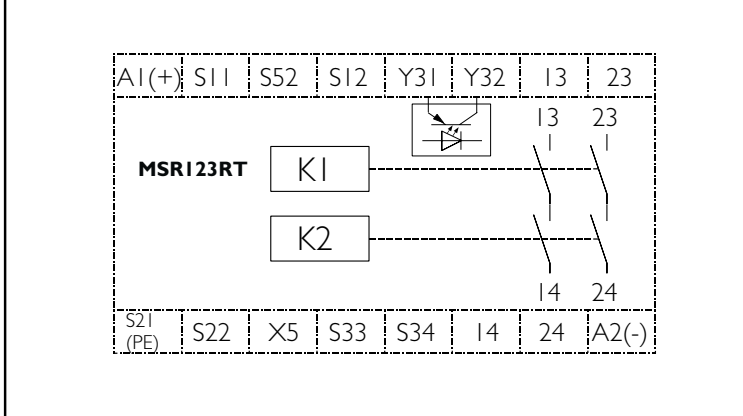 A1(+) S11 S52 S12 Y31 Y32 13 23
13 23
MSR123RT K1
K2
14 24
S21
(PE) S22 X5 S33 S34 14 24 A2(-)